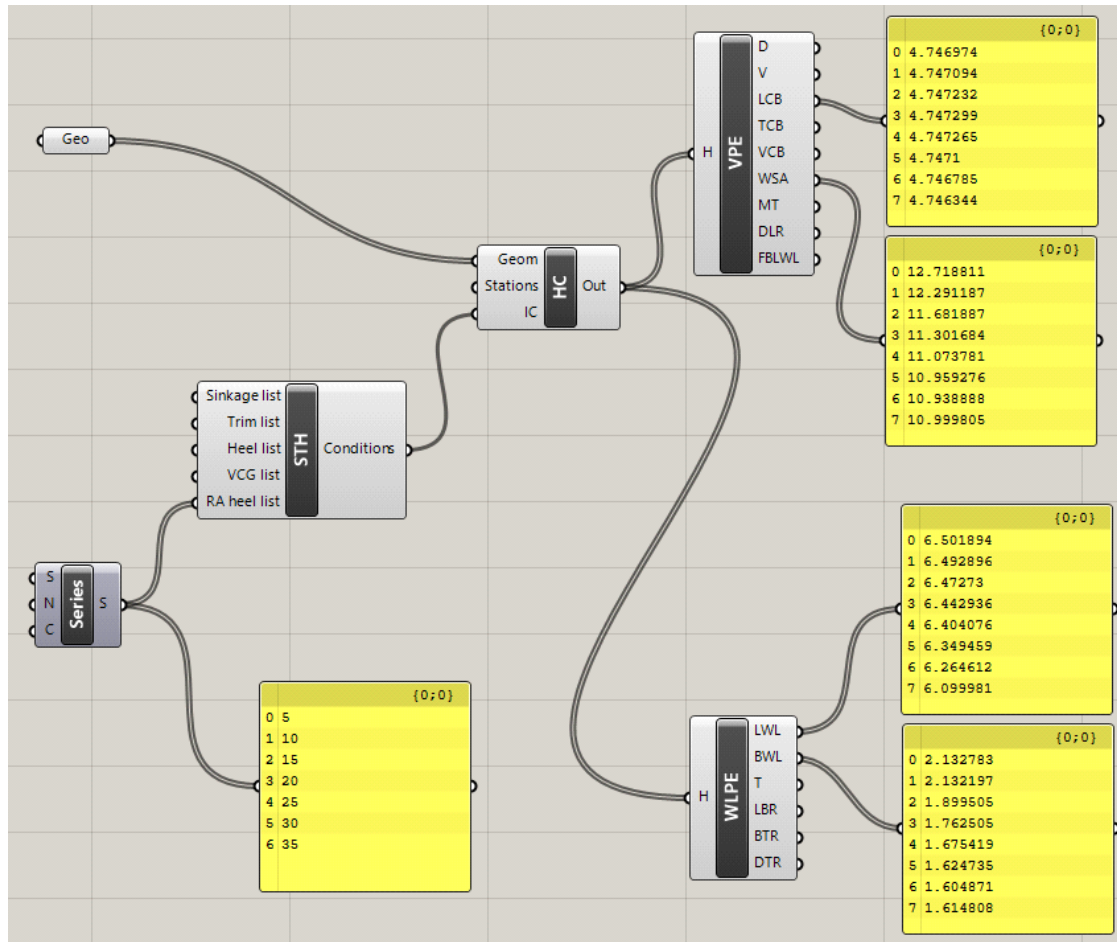 Geo
Geom
Stations
IC
HC
Out
H
VPE
D
V
LCB
TCB
VCB
WSA
MT
DLR
FBLWL
{0;0}
0 4.746974
1 4.747094
2 4.747232
3 4.747299
4 4.747265
5 4.7471
6 4.746785
7 4.746344
{0;0}
0 12.718811
1 12.291187
2 11.681887
3 11.301684
4 11.073781
5 10.959276
6 10.938888
7 10.999805
Sinkage list
Trim list
Heel list
VCG list
RA heel list
STH
Conditions
S
N
C
Series
S
{0;0}
0 5
1 10
2 15
3 20
4 25
5 30
6 35
H
WLPE
LWL
BWL
T
LBR
BTR
DTR
{0;0}
0 6.501894
1 6.492896
2 6.47273
3 6.442936
4 6.404076
5 6.349459
6 6.264612
7 6.099981
{0;0}
0 2.132783
1 2.132197
2 1.899505
3 1.762505
4 1.675419
5 1.624735
6 1.604871
7 1.614808